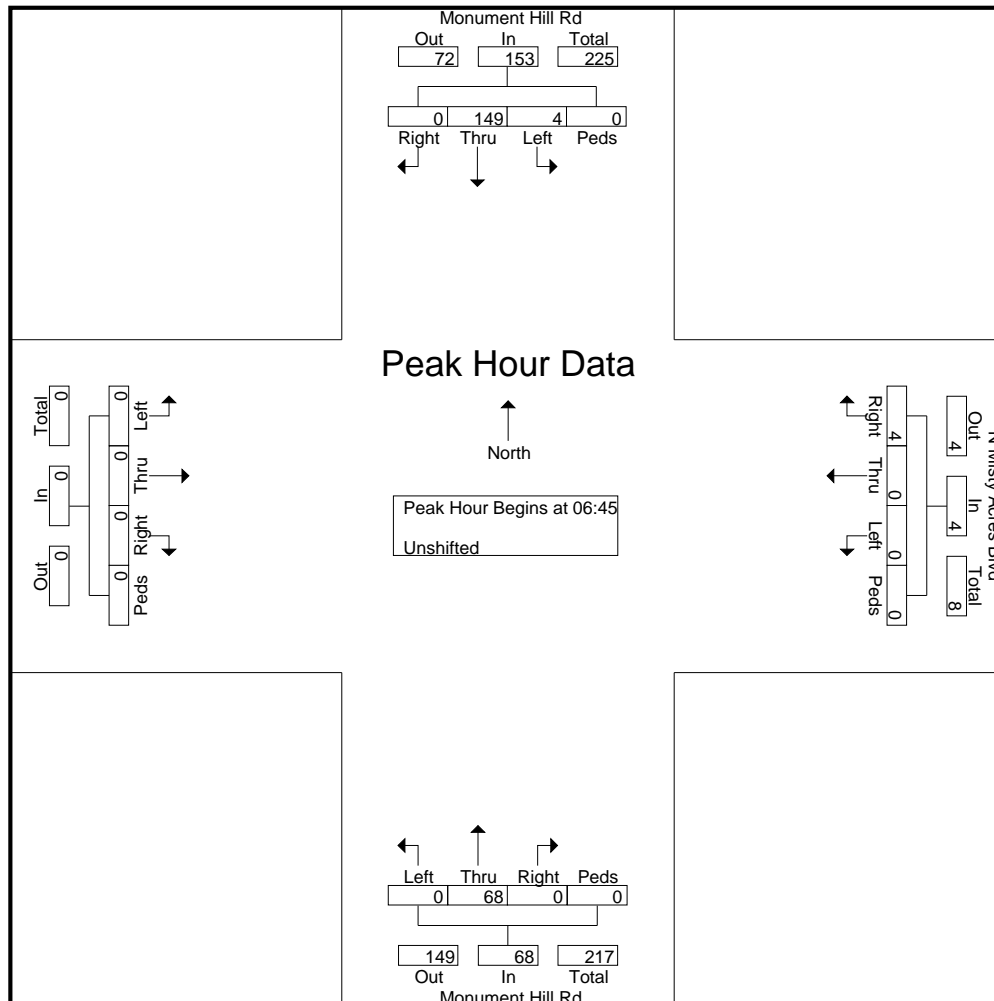 Monument Hill Rd
Out In Total
72 153 225
0 149 4 0
Right Thru Left Peds
Peak Hour Data
North
Peak Hour Begins at 06:45
Unshifted
Total In Out
0 0 0
0 0 0 0
Left Thru Right Peds
N Misty Acres Blvd
Out In Total
4 4 8
4 0 0 0
Right Thru Left Peds
Left Thru Right Peds
0 68 0 0
149 68 217
Out In Total
Monument Hill Rd